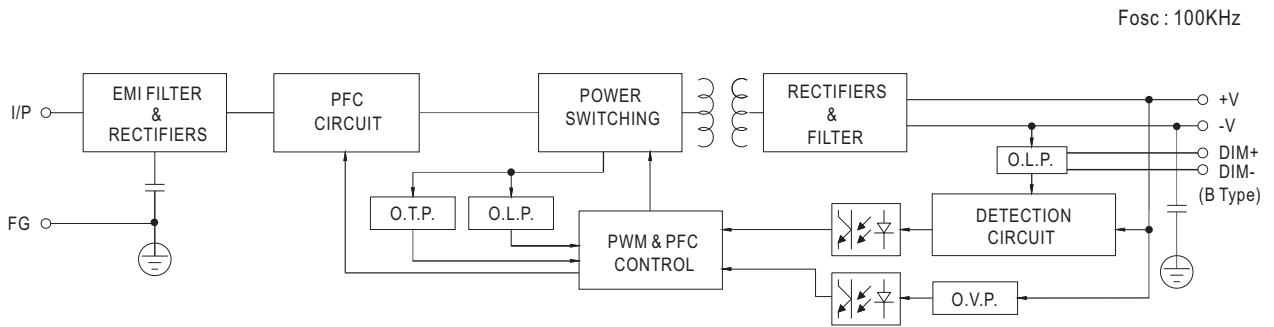 Fosc : 100KHz
I/P
EMI FILTER
&
RECTIFIERS
PFC
CIRCUIT
POWER
SWITCHING
RECTIFIERS
&
FILTER
+V
-V
DIM+
DIM-
(B Type)
O.L.P.
FG
O.T.P.
O.L.P.
PWM & PFC
CONTROL
DETECTION
CIRCUIT
O.V.P.